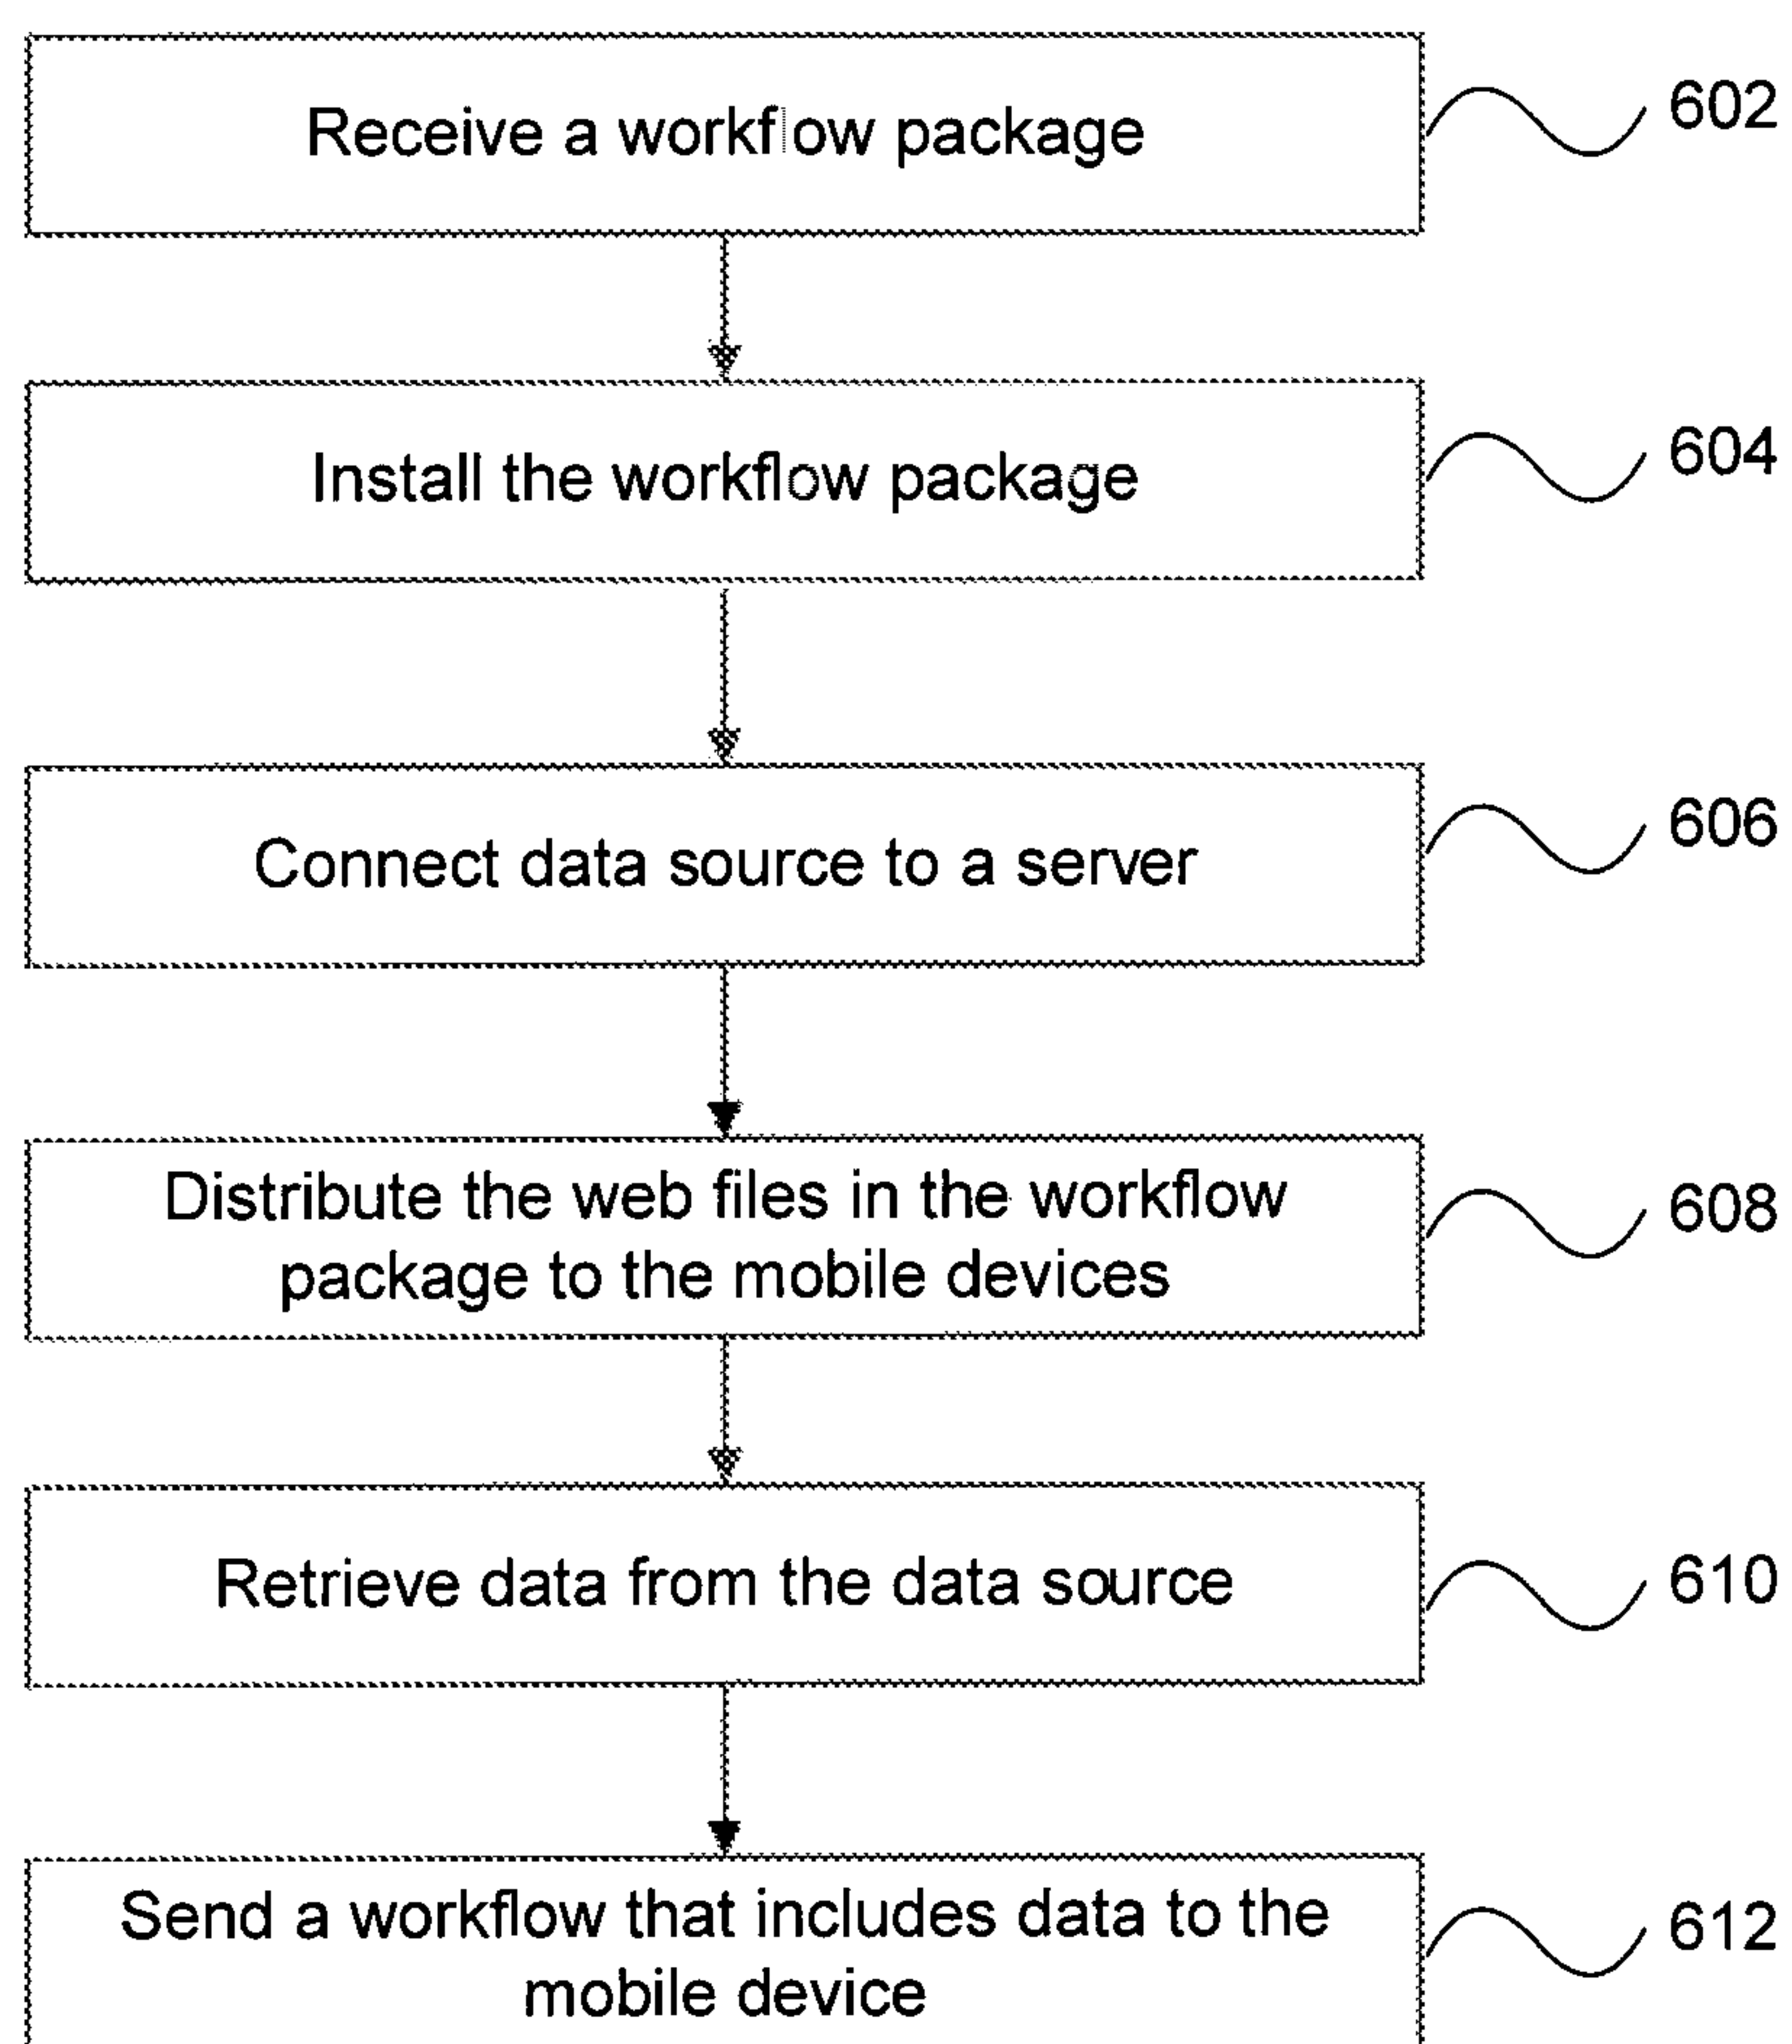 Receive a workflow package
602
Install the workflow package
604
Connect data source to a server
606
Distribute the web files in the workflow
package to the mobile devices
608
Retrieve data from the data source
610
Send a workflow that includes data to the
mobile device
612